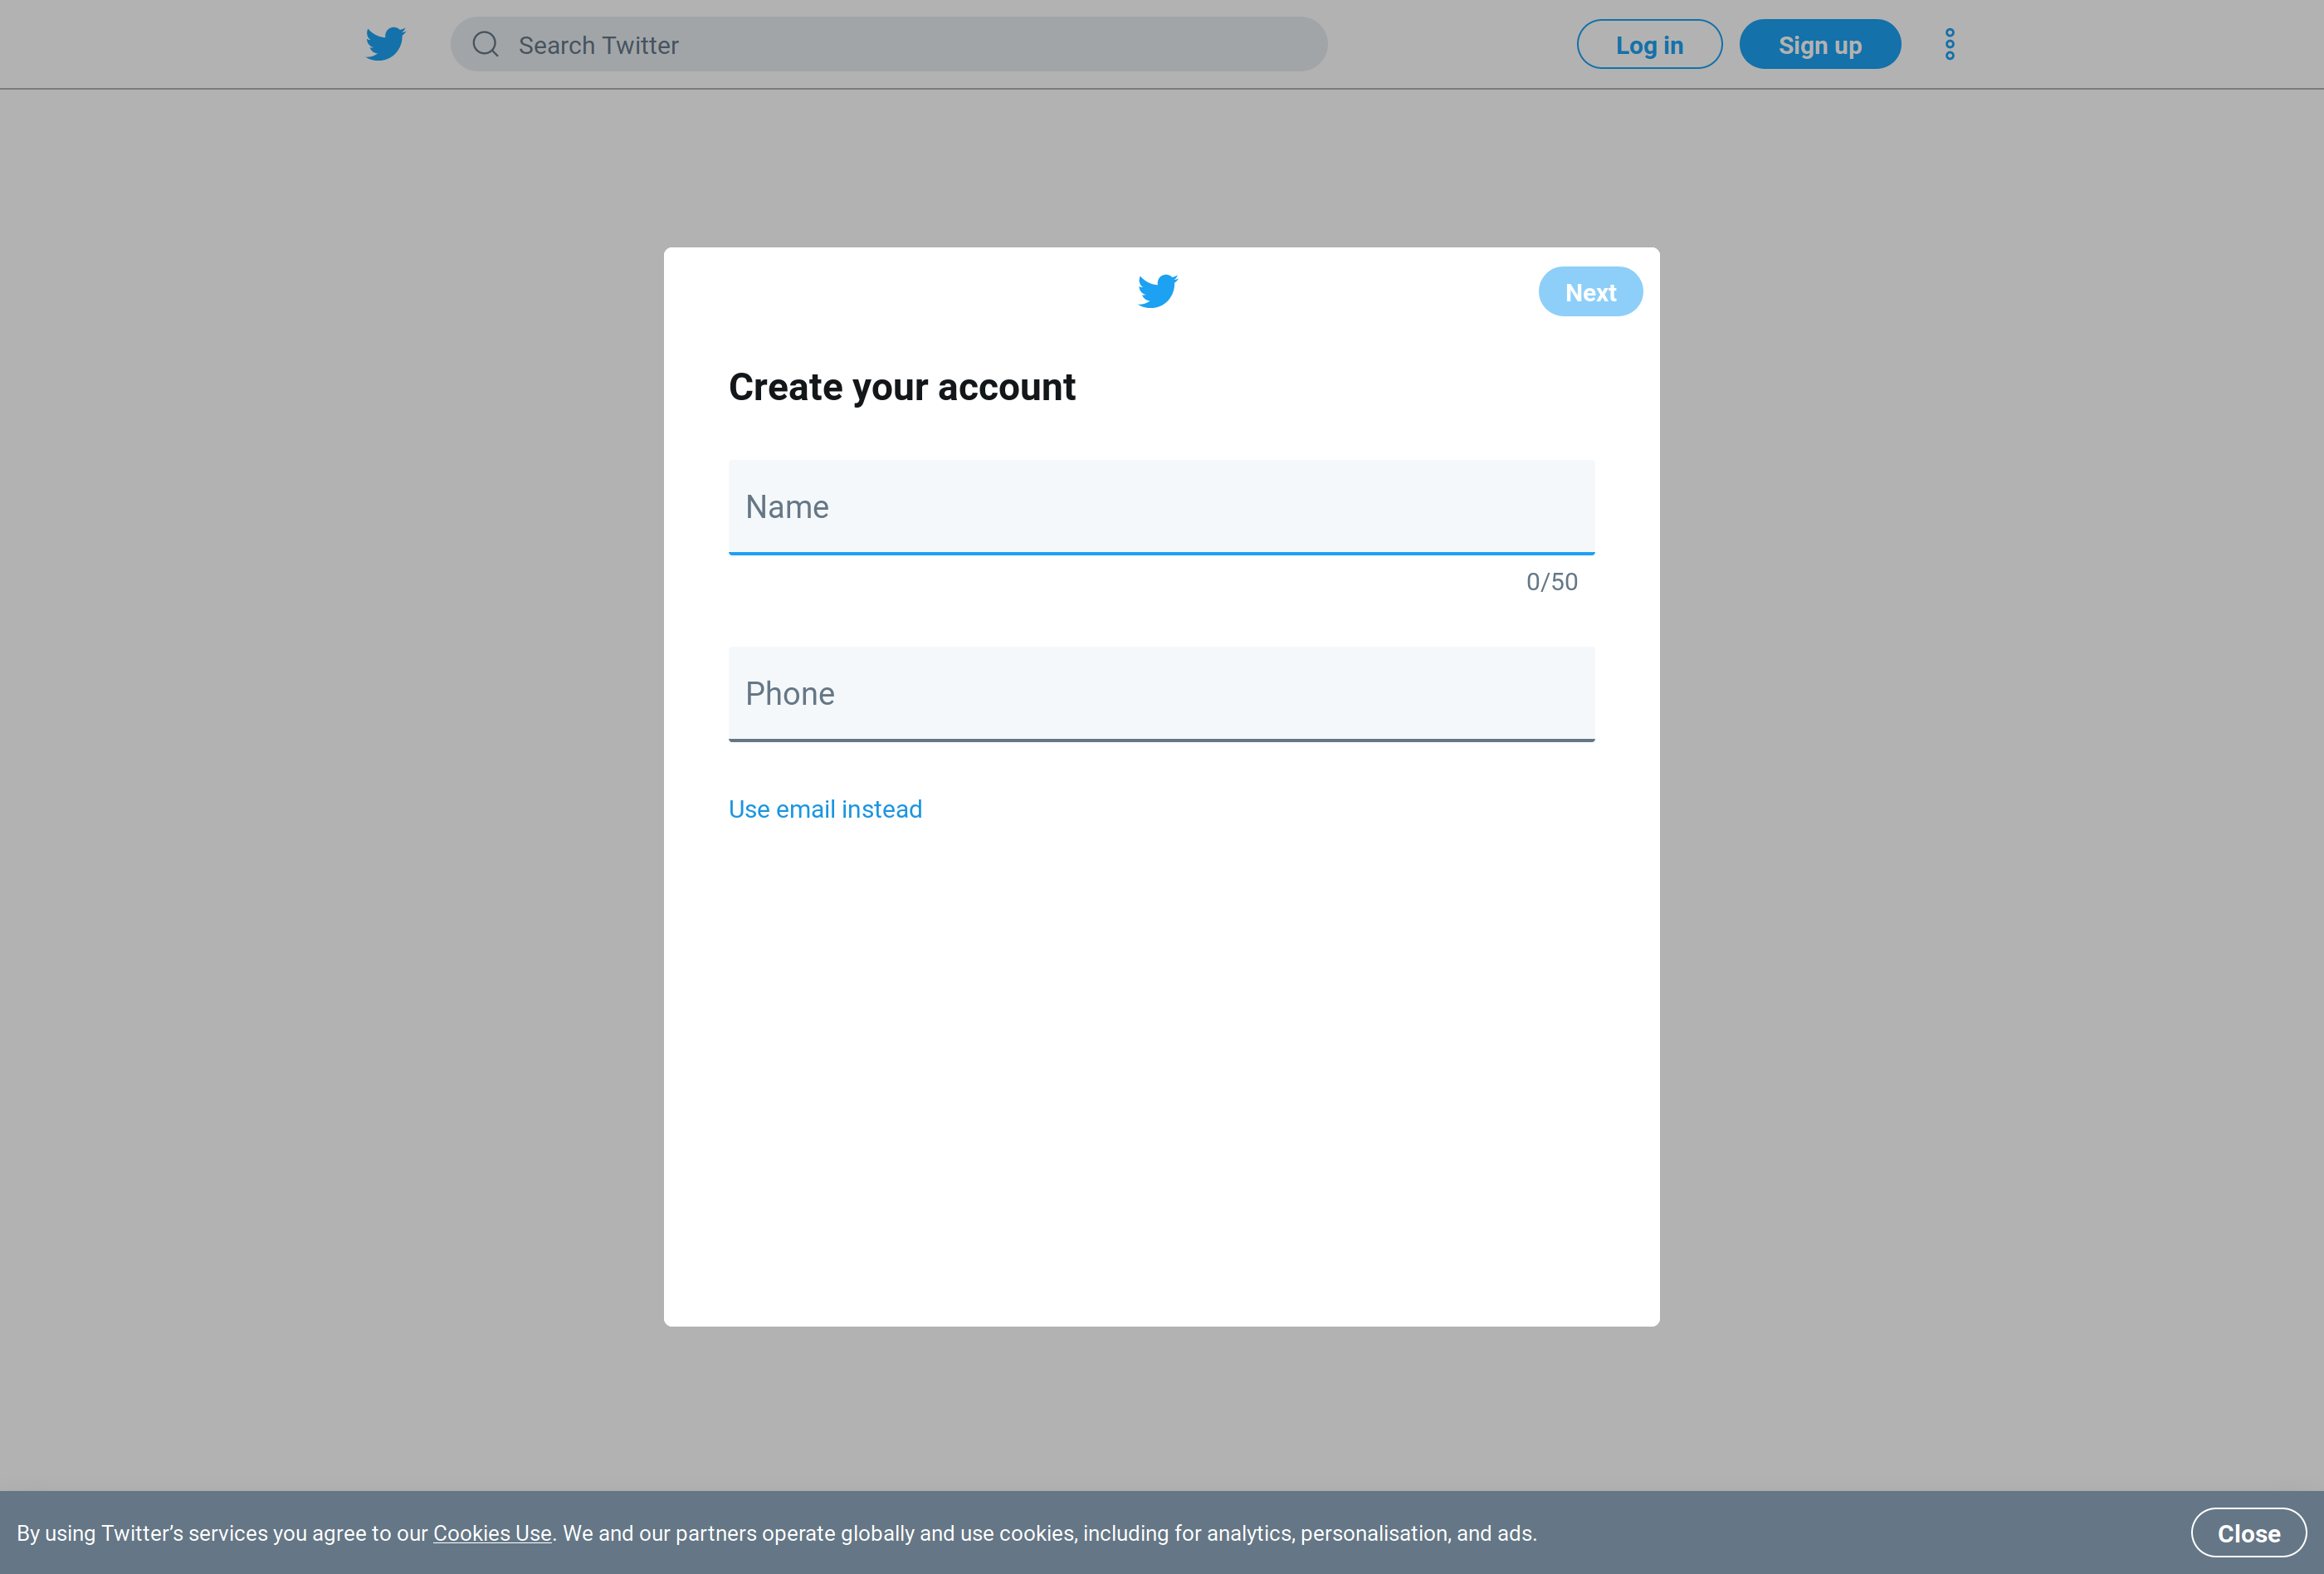 Search Twitter
Log in
Sign up
Next
Create your account
Name
0/50
Phone
Use email instead
By using Twitter’s services you agree to our Cookies Use. We and our partners operate globally and use cookies, including for analytics, personalisation, and ads.
Close